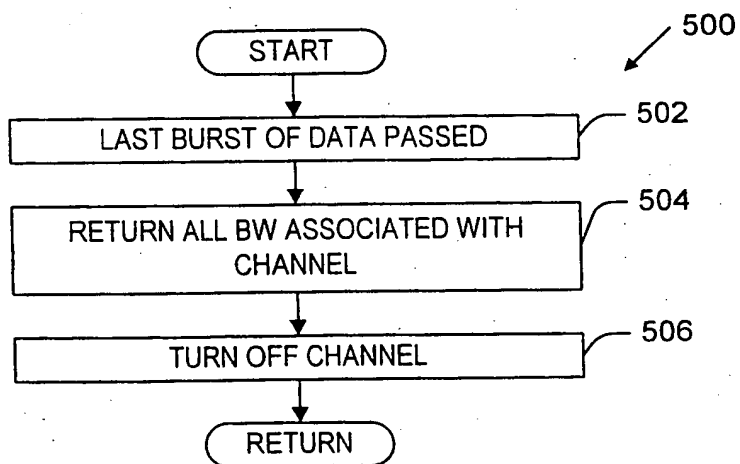 START
500
LAST BURST OF DATA PASSED
502
RETURN ALL BW ASSOCIATED WITH
CHANNEL
504
TURN OFF CHANNEL
506
RETURN